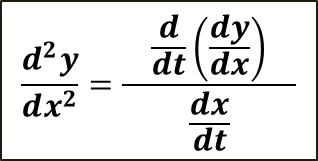 d²y/dx² = d/dt (dy/dx) / dx/dt